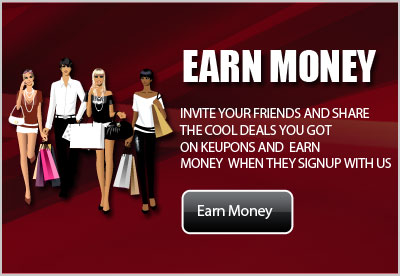 EARN MONEY
INVITE YOUR FRIENDS AND SHARE
THE COOL DEALS YOU GOT
ON KEUPONS AND EARN
MONEY WHEN THEY SIGNUP WITH US
Earn Money